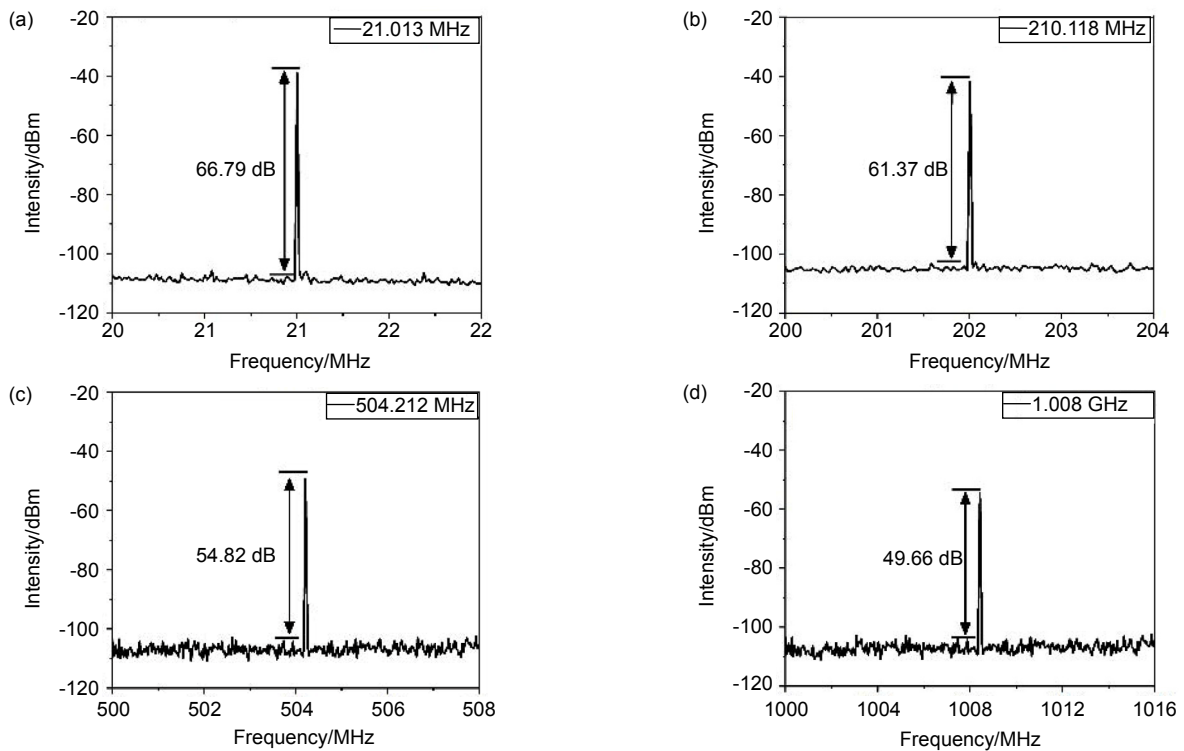 (a)
21.013 MHz
Intensity/dBm
-20
-40
-60
-80
-100
-120
66.79 dB
20 21 21 22 22
Frequency/MHz
(b)
210.118 MHz
Intensity/dBm
-20
-40
-60
-80
-100
-120
61.37 dB
200 201 202 203 204
Frequency/MHz
(c)
504.212 MHz
Intensity/dBm
-20
-40
-60
-80
-100
-120
54.82 dB
500 502 504 506 508
Frequency/MHz
(d)
1.008 GHz
Intensity/dBm
-20
-40
-60
-80
-100
-120
49.66 dB
1000 1004 1008 1012 1016
Frequency/MHz